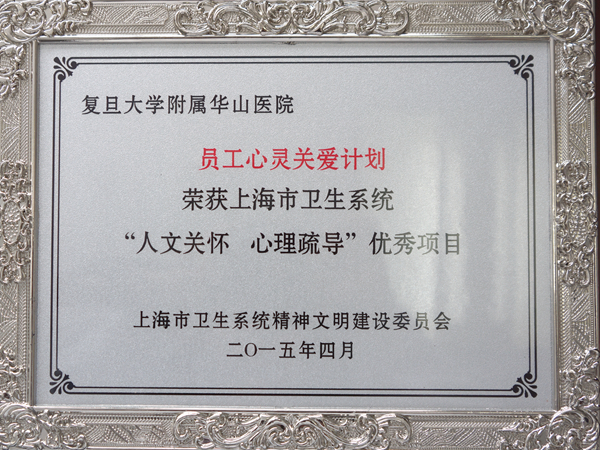 复旦大学附属华山医院
员工心灵关爱计划
荣获上海市卫生系统
“人文关怀 心理疏导”优秀项目
上海市卫生系统精神文明建设委员会
二〇一五年四月